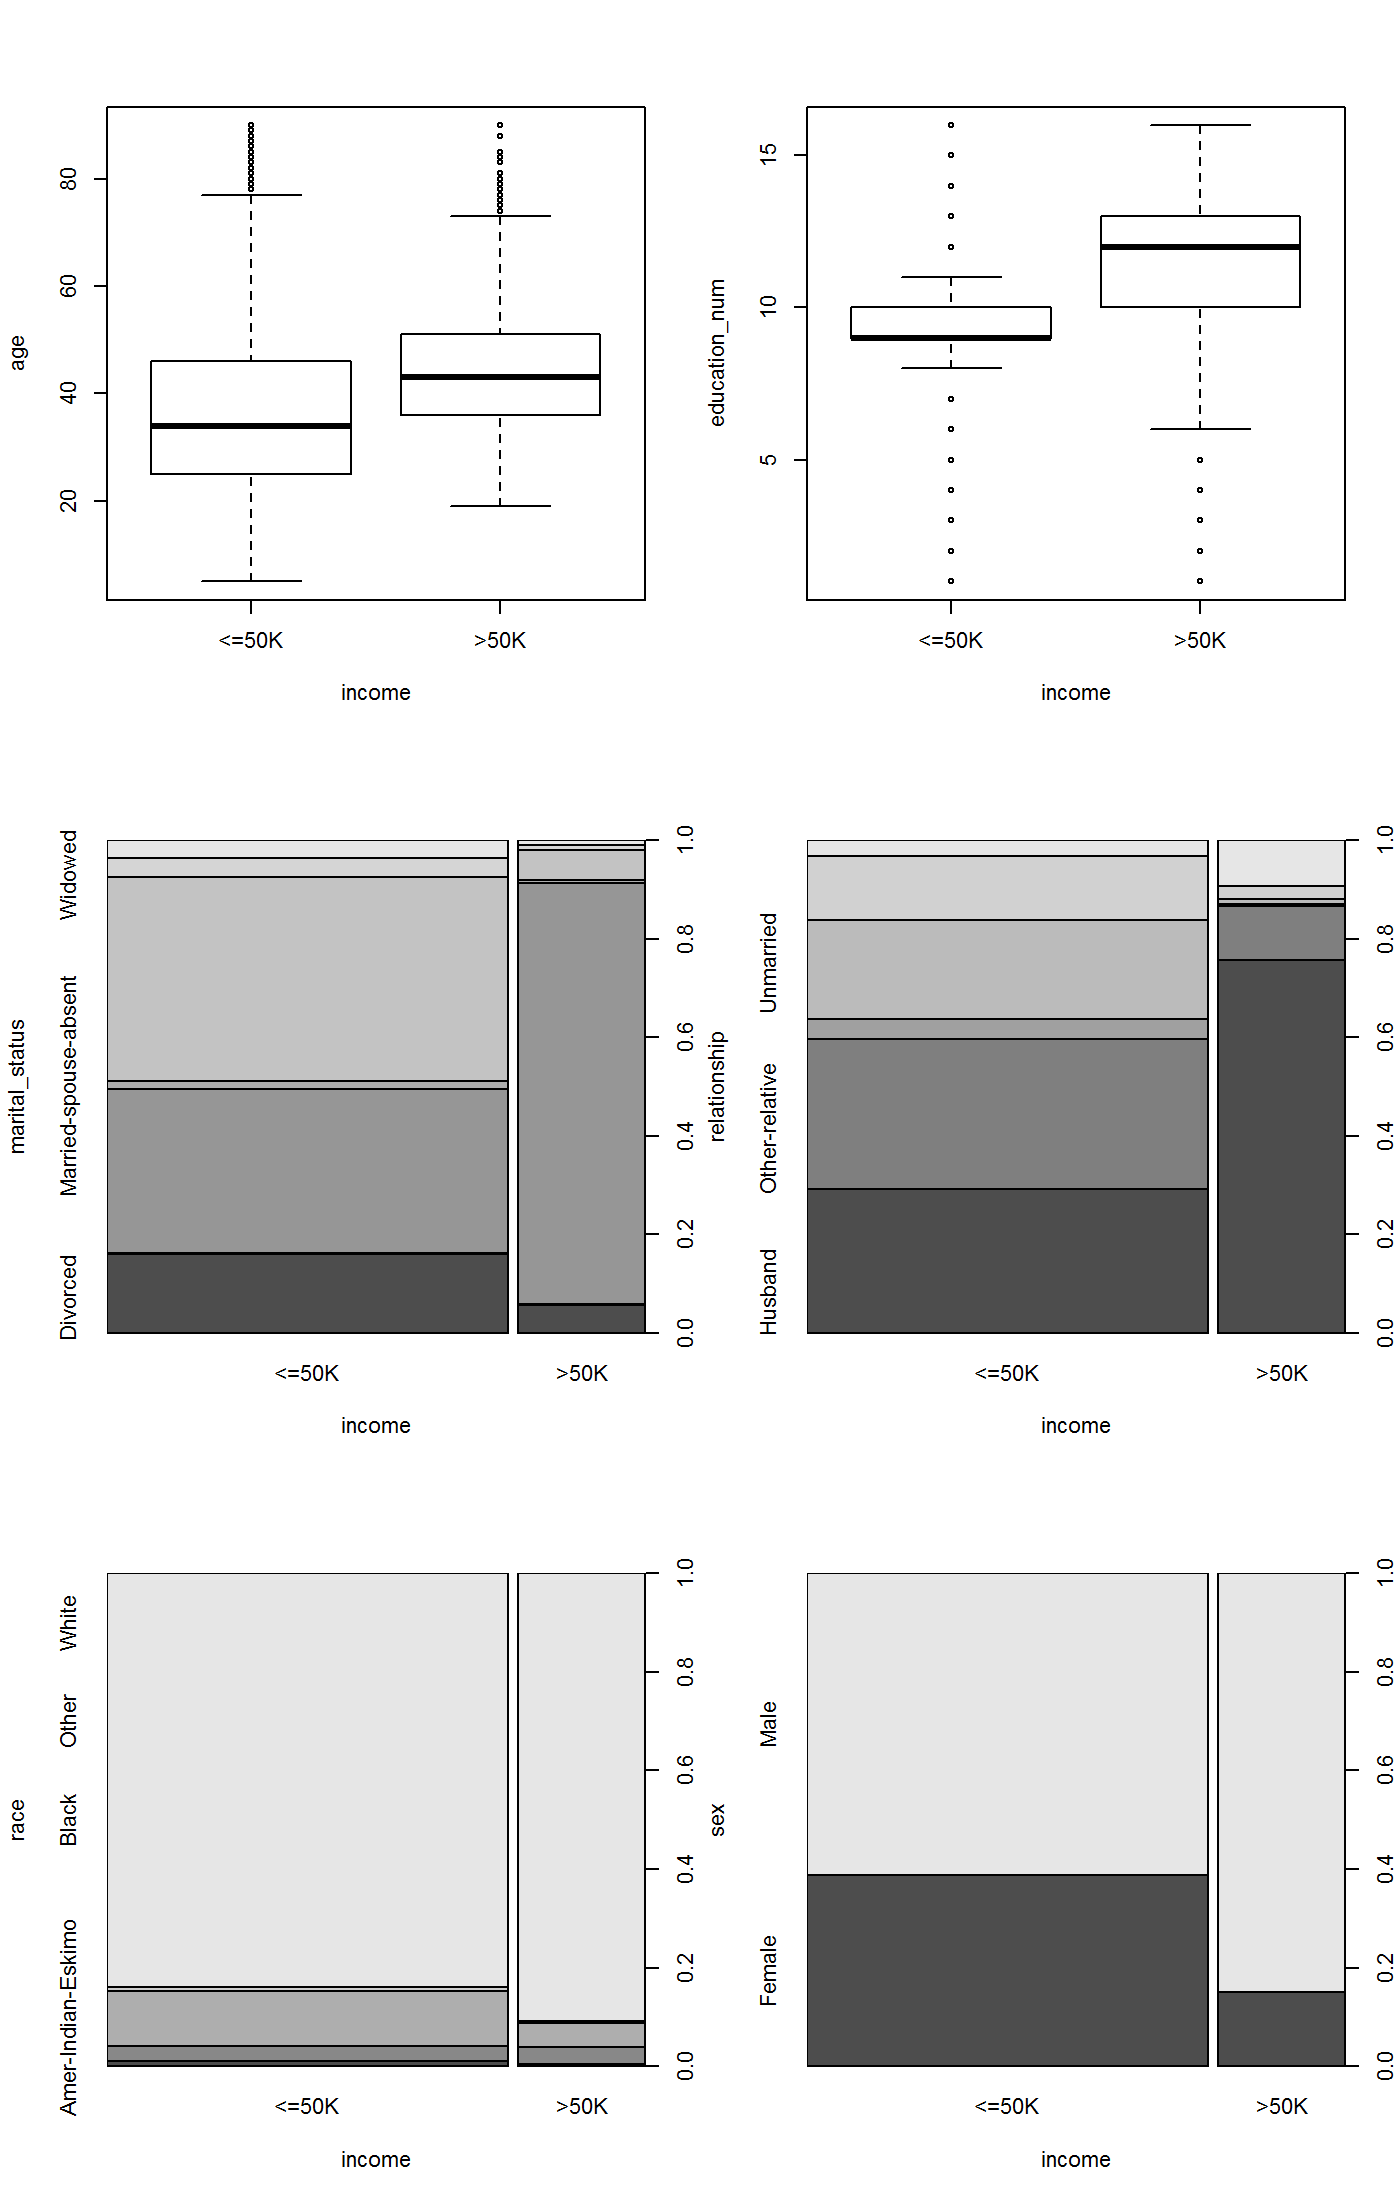 age
80
60
40
20
<=50K >50K
income
education_num
15
10
5
<=50K >50K
income
marital_status
Widowed
Married-spouse-absent
Divorced
1.0
0.8
0.6
0.4
0.2
0.0
<=50K >50K
income
relationship
Unmarried
Other-relative
Husband
1.0
0.8
0.6
0.4
0.2
0.0
<=50K >50K
income
race
White
Other
Black
Amer-Indian-Eskimo
1.0
0.8
0.6
0.4
0.2
0.0
<=50K >50K
income
sex
Male
Female
1.0
0.8
0.6
0.4
0.2
0.0
<=50K >50K
income